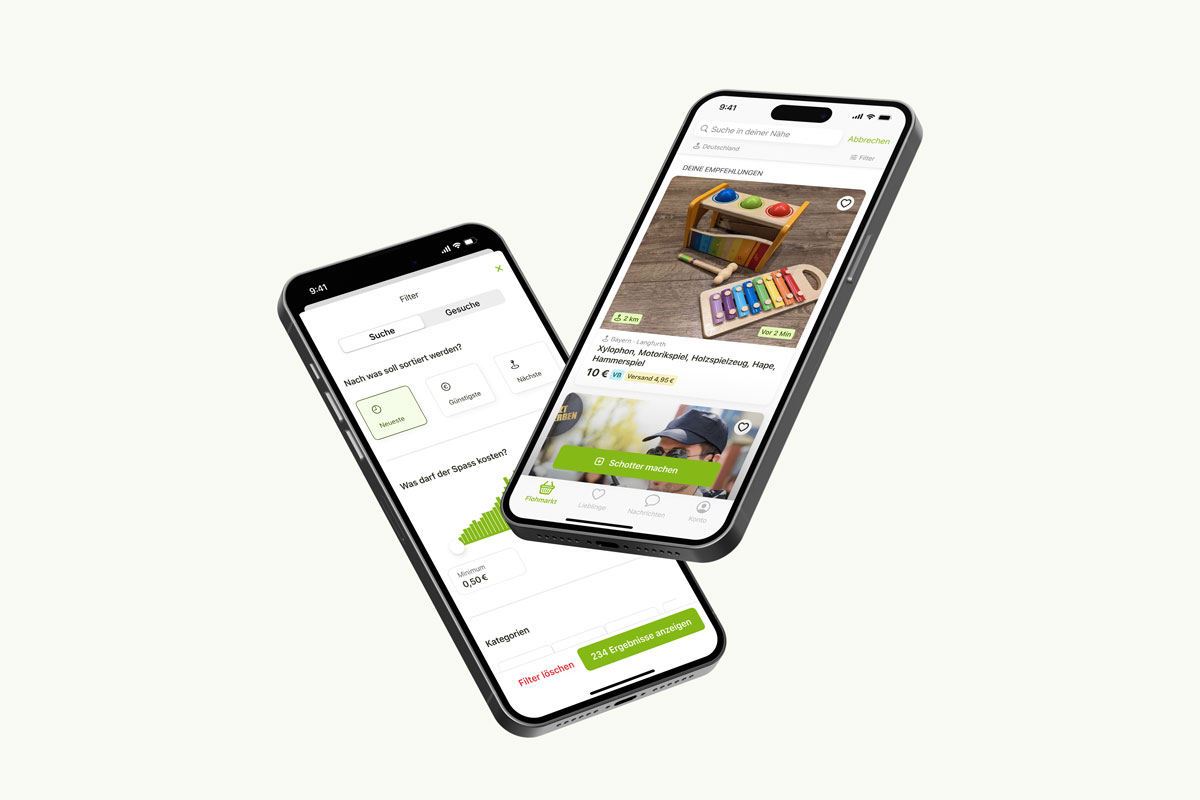 9:41
Filter
Suche
Gesuche
Nach was soll sortiert werden?
Neueste
Günstigste
Nächste
Was darf der Spass kosten?
Minimum
0,50 €
Kategorien
Filter löschen
234 Ergebnisse anzeigen
9:41
Suche in deiner Nähe
Abbrechen
Deutschland
Filter
DEINE EMPFEHLUNGEN
2 km
Vor 2 Min
Bayern - Langfurth
Xylophon, Motorikspiel, Holzspielzeug, Hape,
Hammerspiel
10 € VB Versand 4,95 €
Schotter machen
Flohmarkt
Lieblinge
Nachrichten
Konto